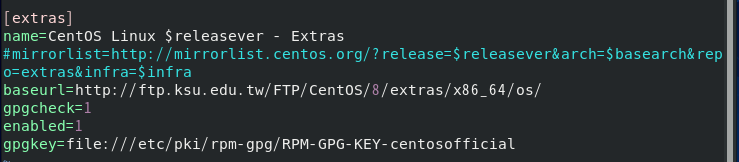 [extras]
name=CentOS Linux $releasever - Extras
#mirrorlist=http://mirrorlist.centos.org/?release=$releasever&arch=$basearch&rep
o=extras&infra=$infra
baseurl=http://ftp.ksu.edu.tw/FTP/CentOS/8/extras/x86_64/os/
gpgcheck=1
enabled=1
gpgkey=file:///etc/pki/rpm-gpg/RPM-GPG-KEY-centosofficial